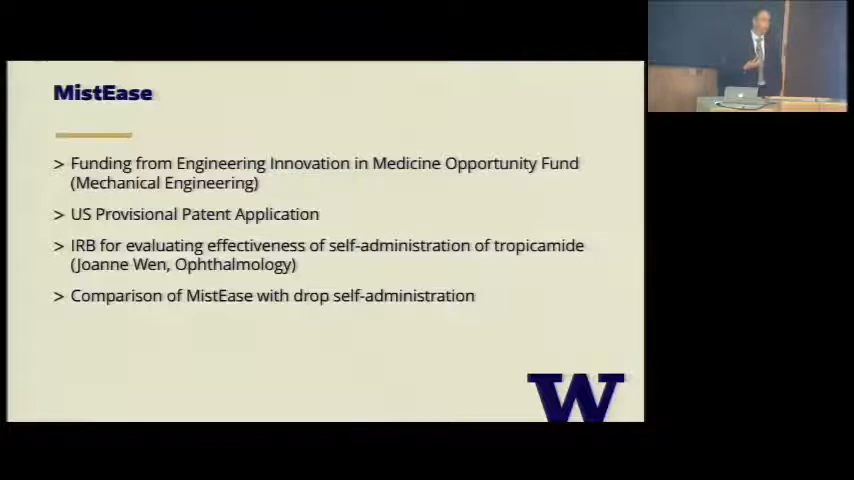 MistEase
> Funding from Engineering Innovation in Medicine Opportunity Fund
(Mechanical Engineering)
> US Provisional Patent Application
> IRB for evaluating effectiveness of self-administration of tropicamide
(Joanne Wen, Ophthalmology)
> Comparison of MistEase with drop self-administration
W